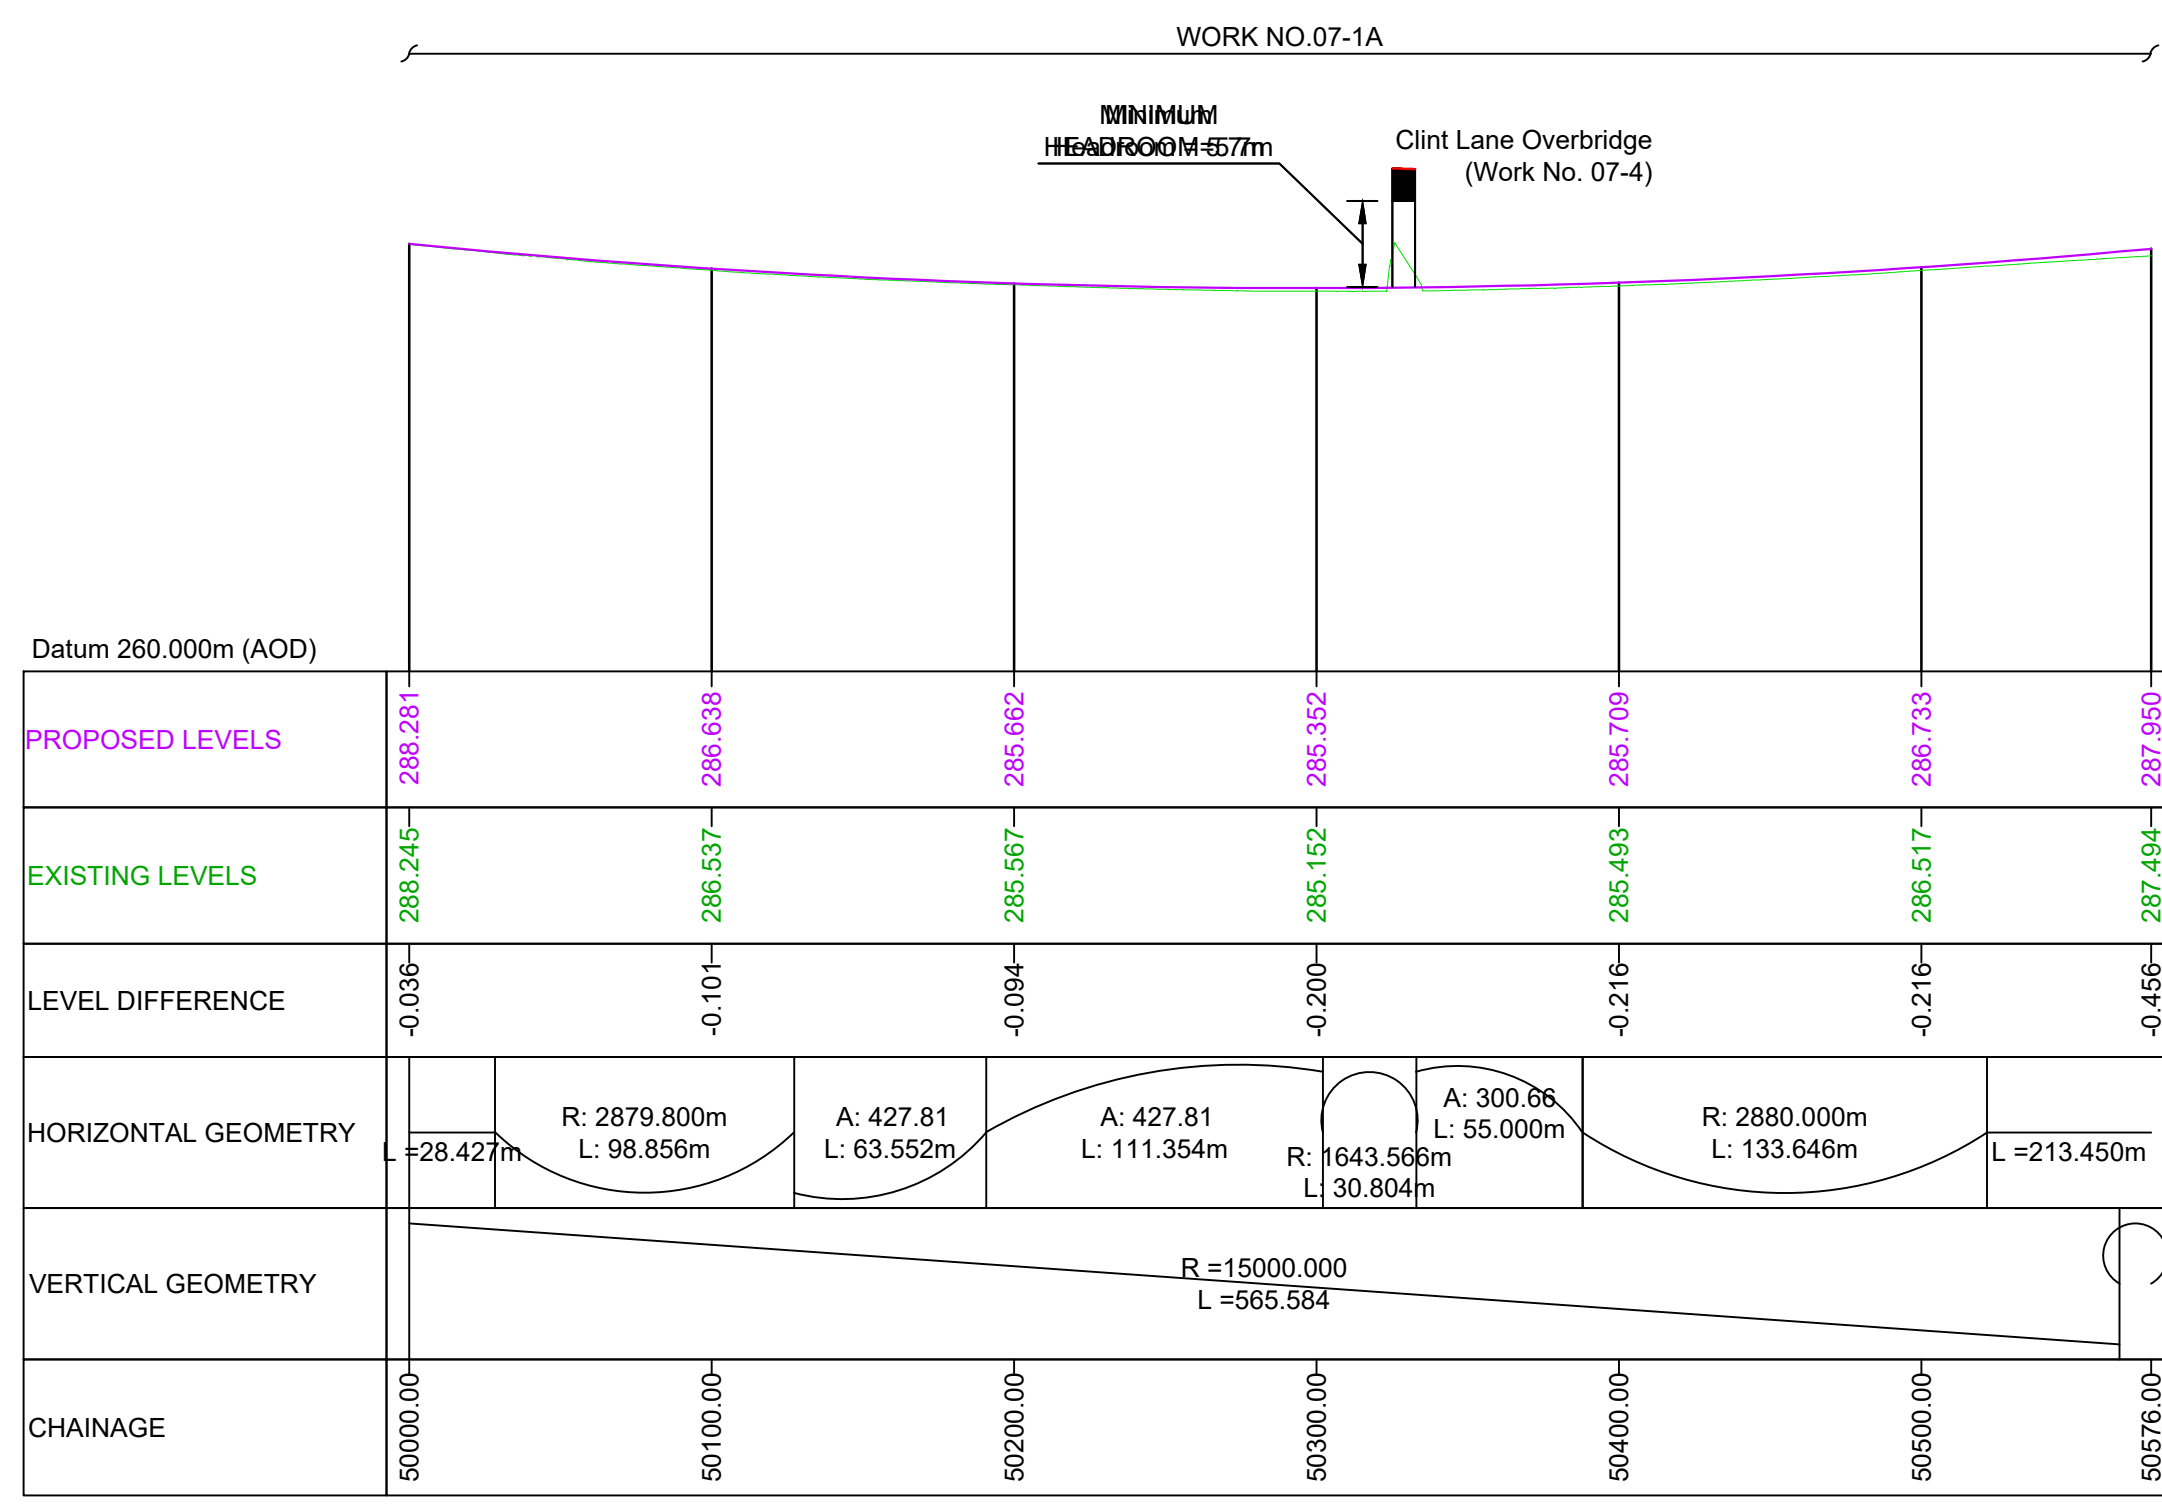 WORK NO.07-1A
MINIMUM
Minimum
HEADROOM=5.7m
Headroom = 5.7m
Clint Lane Overbridge
(Work No. 07-4)
Datum 260.000m (AOD)
PROPOSED LEVELS
288.281
286.638
285.662
285.352
285.709
286.733
287.950
EXISTING LEVELS
288.245
286.537
285.567
285.152
285.493
286.517
287.494
LEVEL DIFFERENCE
-0.036
-0.101
-0.094
-0.200
-0.216
-0.216
-0.456
HORIZONTAL GEOMETRY
L =28.427m
R: 2879.800m
L: 98.856m
A: 427.81
L: 63.552m
A: 427.81
L: 111.354m
R: 1643.566m
L: 30.804m
A: 300.66
L: 55.000m
R: 2880.000m
L: 133.646m
L =213.450m
VERTICAL GEOMETRY
R =15000.000
L =565.584
CHAINAGE
50000.00
50100.00
50200.00
50300.00
50400.00
50500.00
50576.00